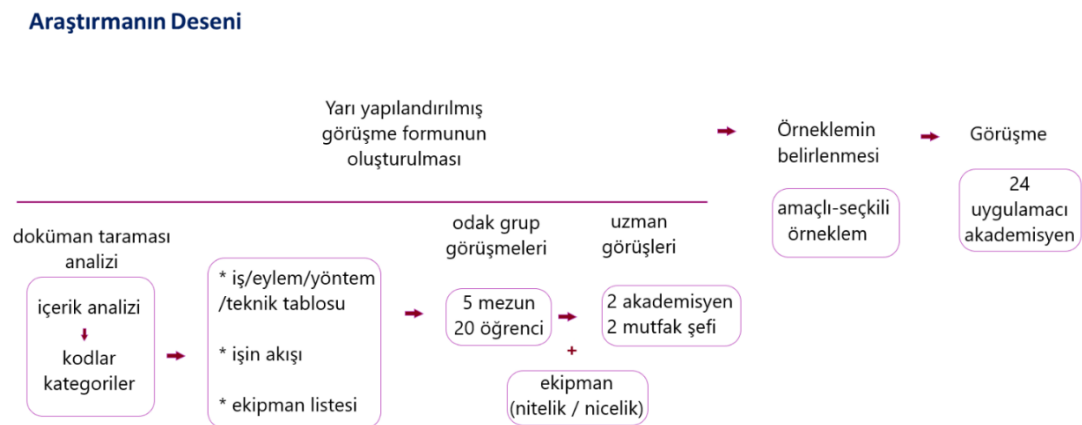 Araştırmanın Deseni
Yarı yapılandırılmış
görüşme formunun
oluşturulması
Örneklemin
belirlenmesi
Görüşme
amaçlı-seçkili
örneklem
24
uygulamacı
akademisyen
doküman taraması
analizi
içerik analizi
kodlar
kategoriler
* iş/eylem/yöntem
/teknik tablosu
* işin akışı
* ekipman listesi
odak grup
görüşmeleri
5 mezun
20 öğrenci
uzman
görüşleri
2 akademisyen
2 mutfak şefi
+
ekipman
(nitelik / nicelik)